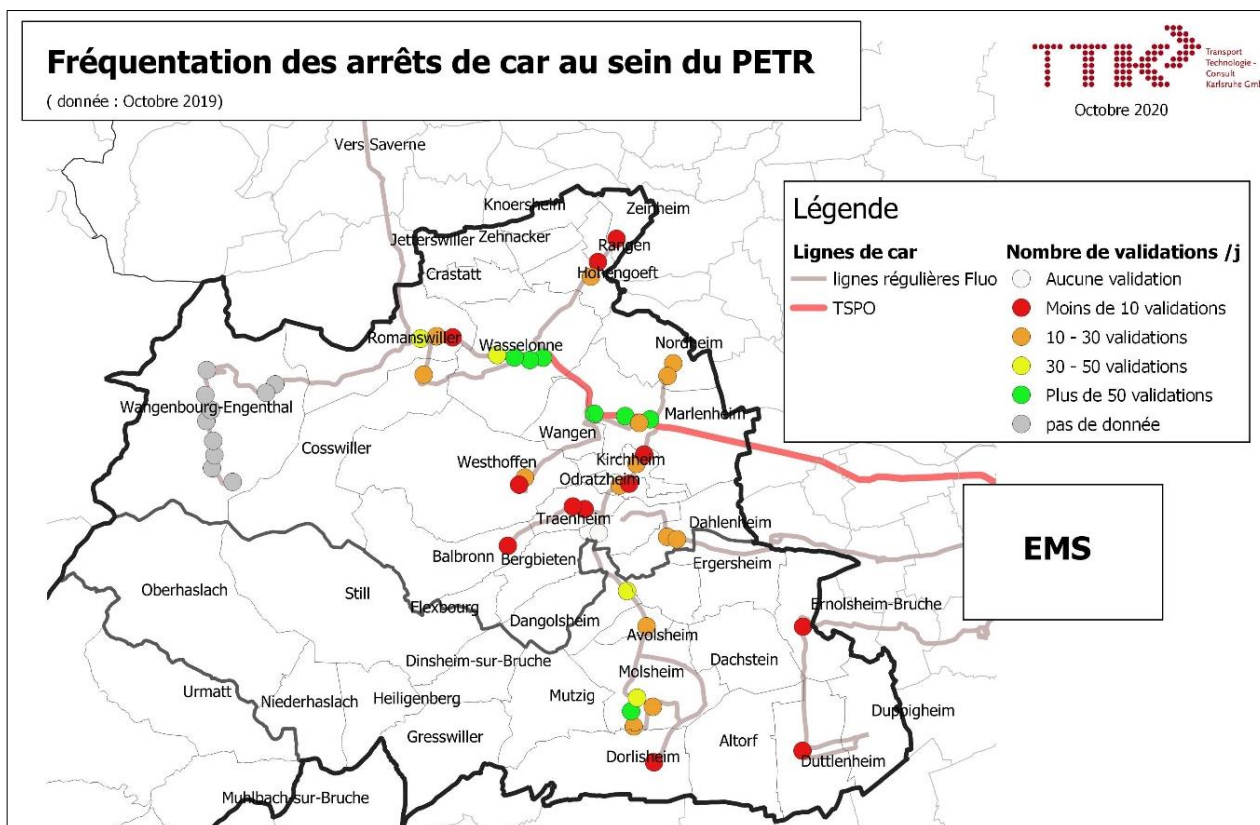 Fréquentation des arrêts de car au sein du PETR
( donnée : Octobre 2019)
TTK
Transport
Technologie -
Consult
Karlsruhe GmbH
Octobre 2020
Vers Saverne
Knoersheim
Zeinheim
Jetterswiller
Zehnacker
Rangen
Crastatt
Hohengoeft
Romanswiller
Wasselonne
Nordheim
Wangenbourg-Engenthal
Marlenheim
Cosswiller
Wangen
Westhoffen
Kirchheim
Odratzheim
Traenheim
Dahlenheim
Balbronn
Bergbieten
Ergersheim
Oberhaslach
Still
Flexbourg
Dangolsheim
Ernolsheim-Bruche
Avolsheim
Dinsheim-sur-Bruche
Molsheim
Dachstein
Urmatt
Niederhaslach
Heiligenberg
Mutzig
Duppigheim
Gresswiller
Dorlisheim
Altorf
Duttlenheim
Muhlbach-sur-Bruche
Légende
Lignes de car
lignes régulières Fluo
TSPO
Nombre de validations /j
Aucune validation
Moins de 10 validations
10 - 30 validations
30 - 50 validations
Plus de 50 validations
pas de donnée
EMS